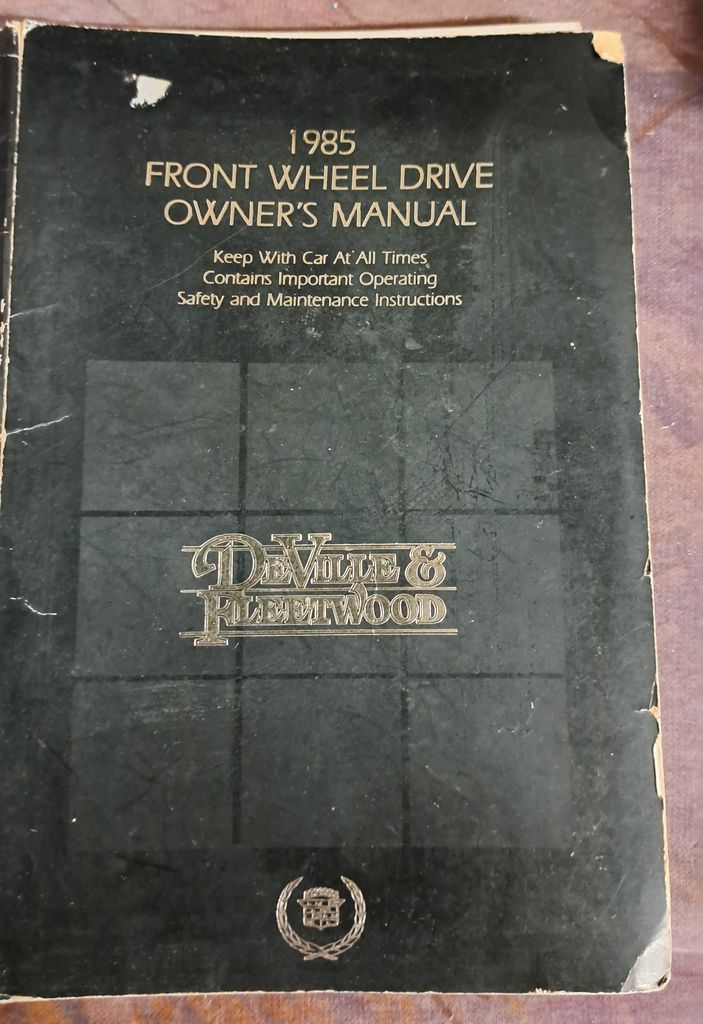 1985
FRONT WHEEL DRIVE
OWNER'S MANUAL
Keep With Car At All Times
Contains Important Operating
Safety and Maintenance Instructions
DEVILLE &
FLEETWOOD